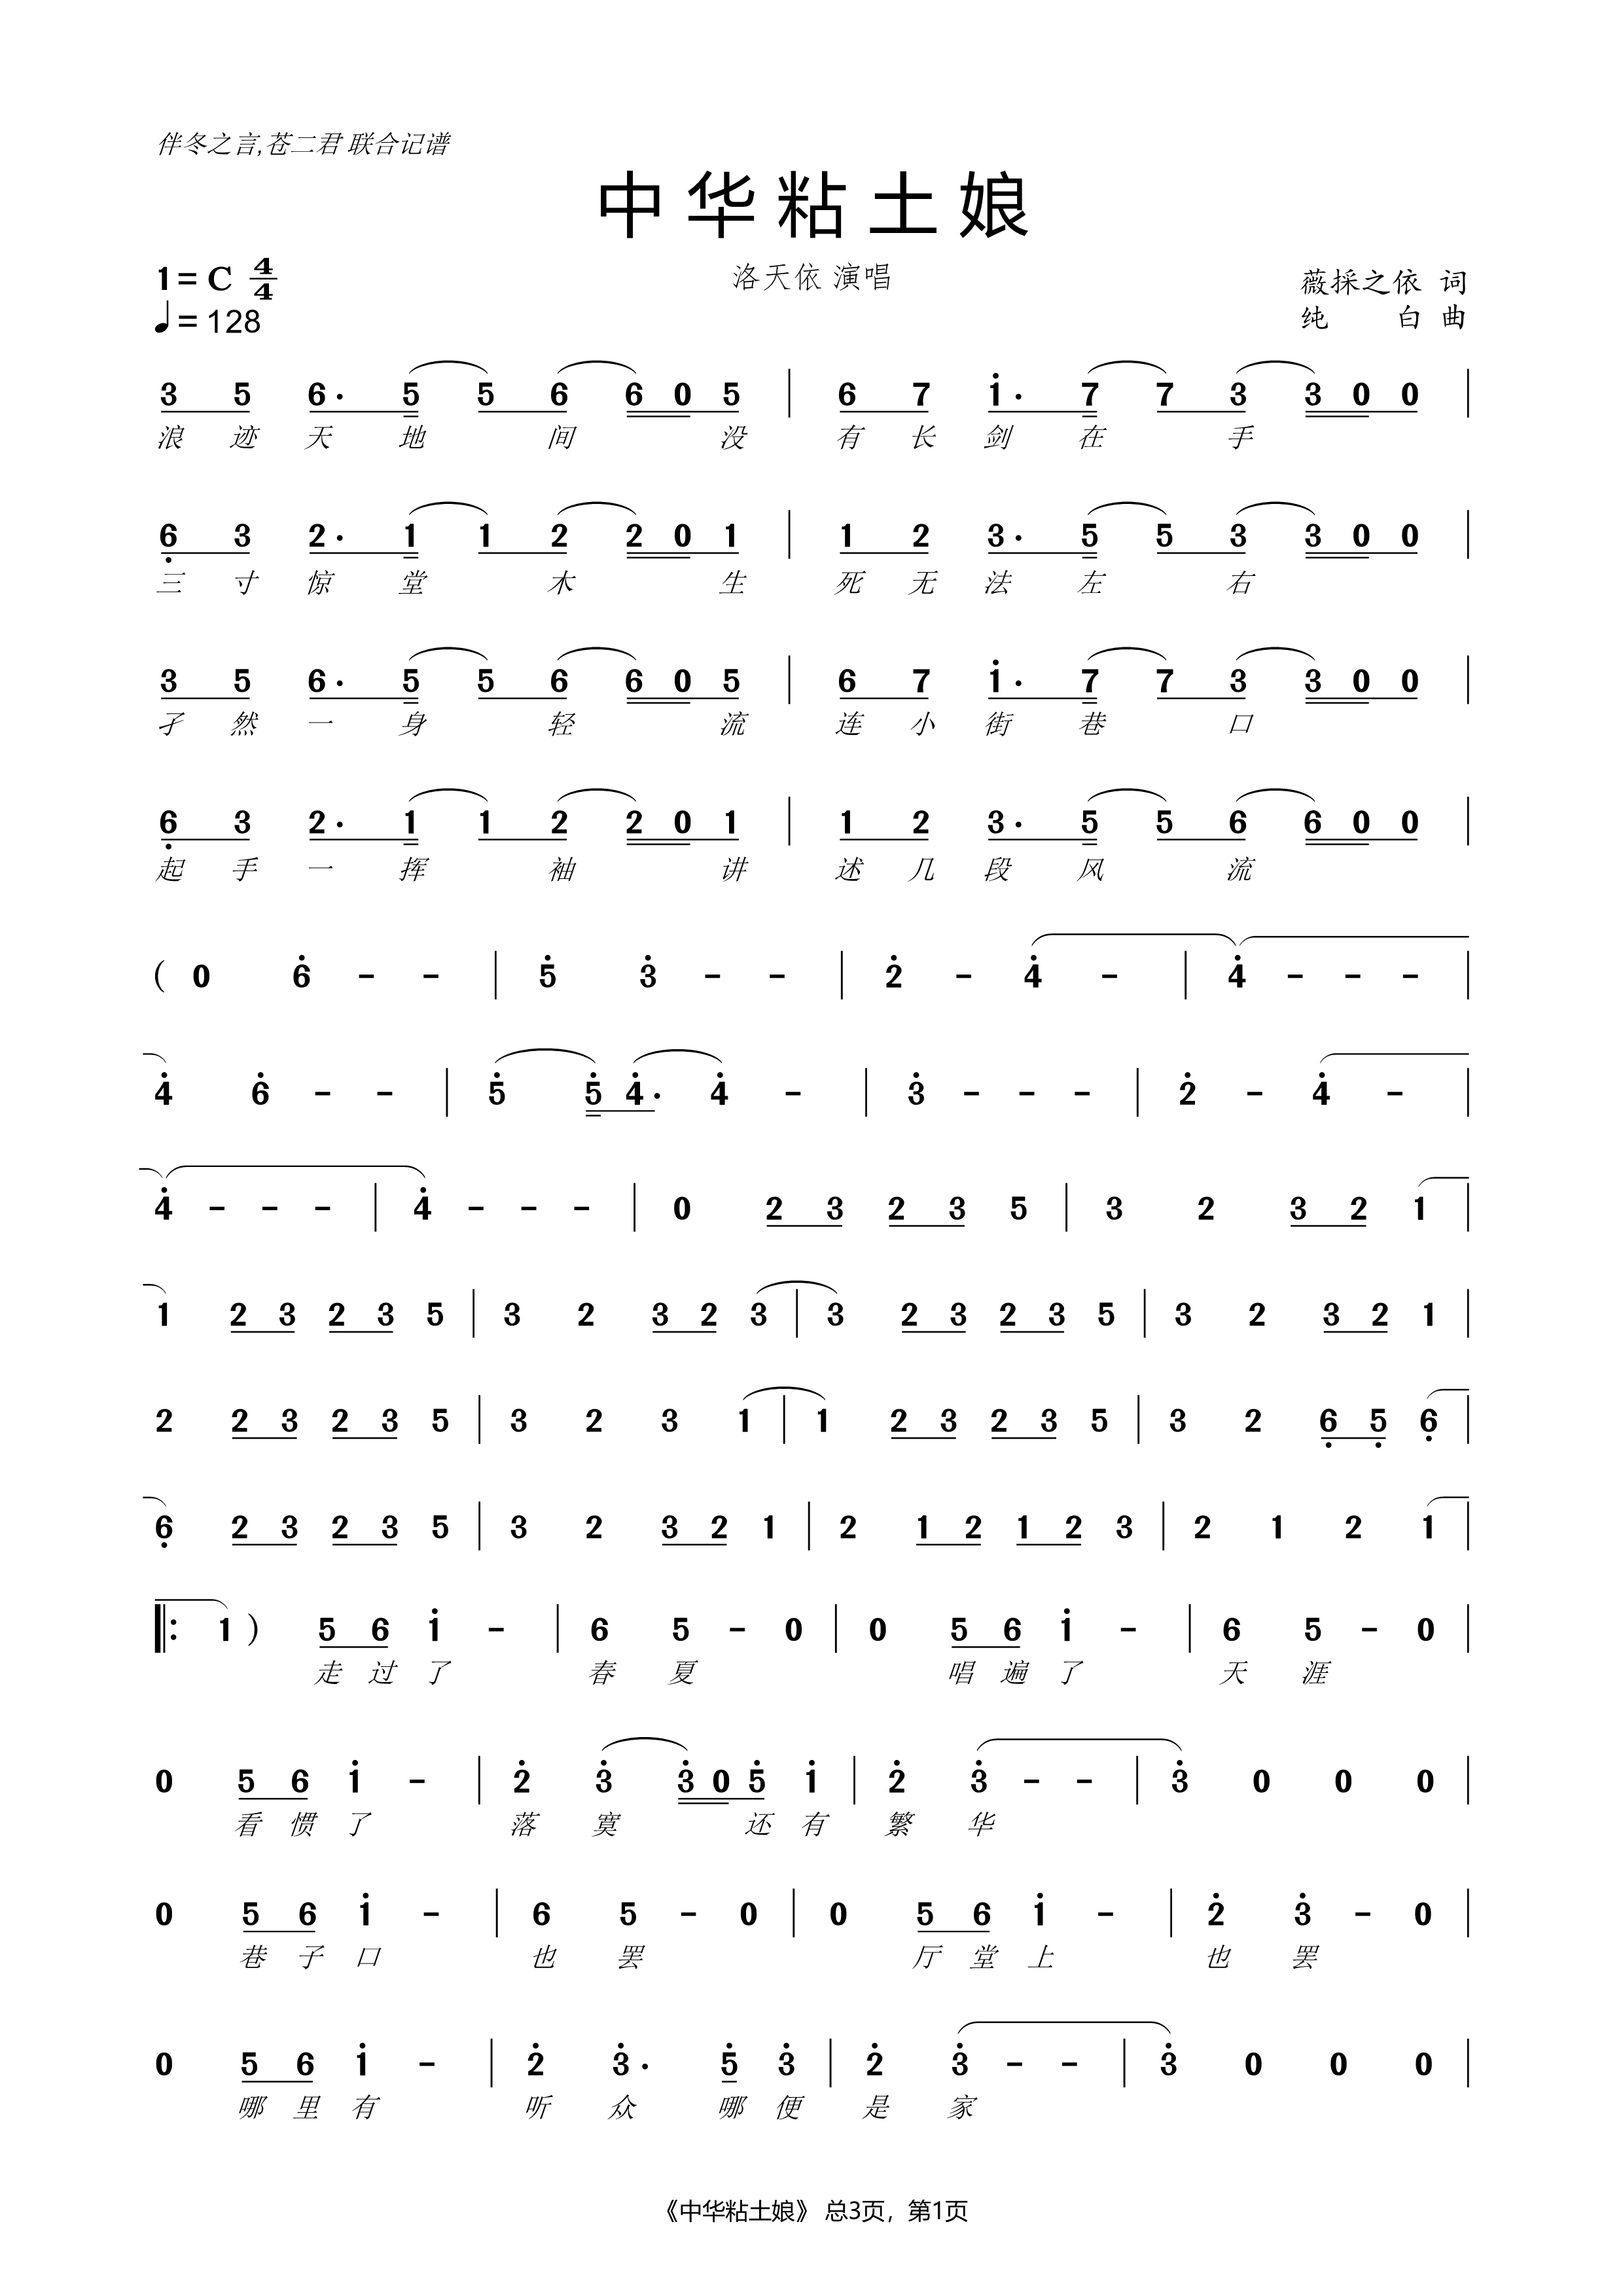 伴冬之言,苍二君 联合记谱
中华粘土娘
1= C 4/4
洛天依 演唱
薇採之依 词
♩= 128
纯 白 曲
3 5 6· 5 5 6 6 0 5 | 6 7 1· 7 7 3 3 0 0 |
浪 迹 天 地 间 没 有 长 剑 在 手
6 3 2· 1 1 2 2 0 1 | 1 2 3· 5 5 3 3 0 0 |
三 寸 惊 堂 木 生 死 无 法 左 右
3 5 6· 5 5 6 6 0 5 | 6 7 1· 7 7 3 3 0 0 |
孑 然 一 身 轻 流 连 小 街 巷 口
6 3 2· 1 1 2 2 0 1 | 1 2 3· 5 5 6 6 0 0 |
起 手 一 挥 袖 讲 述 几 段 风 流
( 0 6 - - | 5 3 - - | 2 - 4 - | 4 - - - |
4 6 - - | 5 5 4· 4 - | 3 - - - | 2 - 4 - |
4 - - - | 4 - - - | 0 2 3 2 3 5 | 3 2 3 2 1 |
1 2 3 2 3 5 | 3 2 3 2 3 | 3 2 3 2 3 5 | 3 2 3 2 1 |
2 2 3 2 3 5 | 3 2 3 1 | 1 2 3 2 3 5 | 3 2 6 5 6 |
6 2 3 2 3 5 | 3 2 3 2 1 | 2 1 2 1 2 3 | 2 1 2 1 |
‖: 1 ) 5 6 1 - | 6 5 - 0 | 0 5 6 1 - | 6 5 - 0 |
走 过 了 春 夏 唱 遍 了 天 涯
0 5 6 1 - | 2 3 3 0 5 1 | 2 3 - - | 3 0 0 0 |
看 惯 了 落 寞 还 有 繁 华
0 5 6 1 - | 6 5 - 0 | 0 5 6 1 - | 2 3 - 0 |
巷 子 口 也 罢 厅 堂 上 也 罢
0 5 6 1 - | 2 3· 5 3 | 2 3 - - | 3 0 0 0 |
哪 里 有 听 众 哪 便 是 家
《中华粘土娘》 总3页，第1页